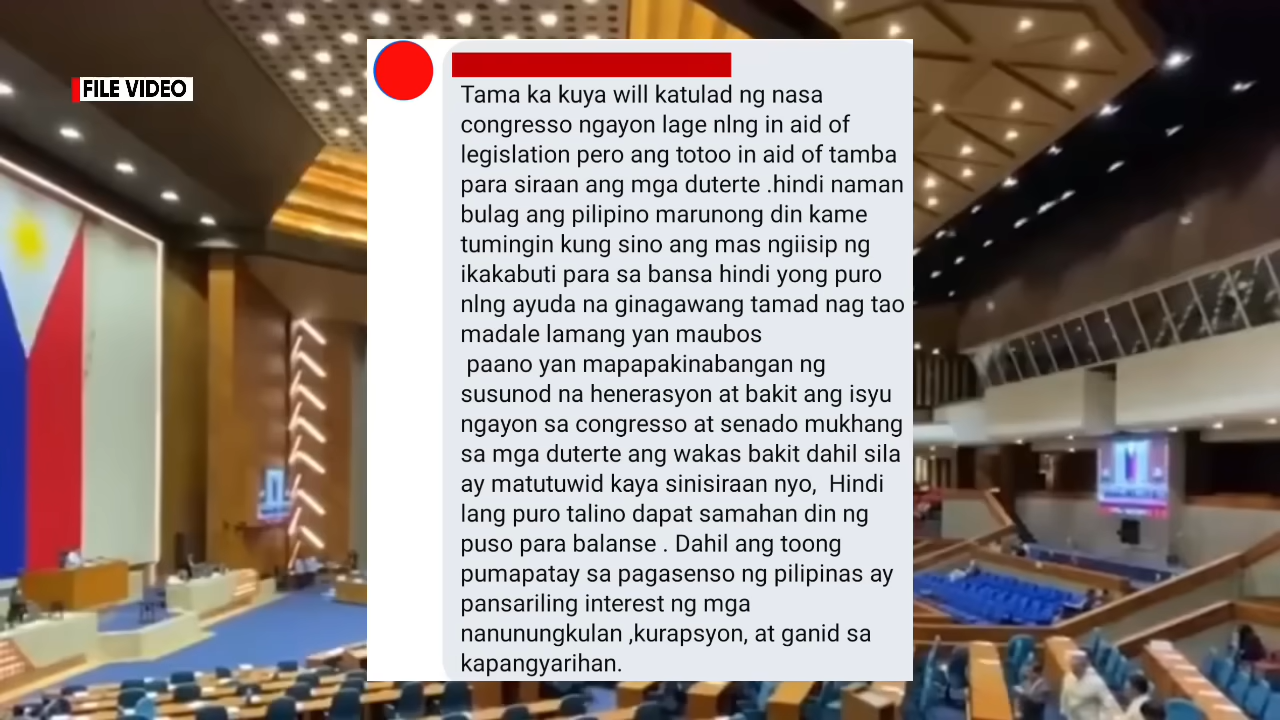 FILE VIDEO
Tama ka kuya will katulad ng nasa
congresso ngayon lage nlng in aid of
legislation pero ang totoo in aid of tamba
para siraan ang mga duterte .hindi naman
bulag ang pilipino marunong din kame
tumingin kung sino ang mas ngiisip ng
ikakabuti para sa bansa hindi yong puro
nlng ayuda na ginagawang tamad nag tao
madale lamang yan maubos
paano yan mapapakinabangan ng
susunod na henerasyon at bakit ang isyu
ngayon sa congresso at senado mukhang
sa mga duterte ang wakas bakit dahil sila
ay matutuwid kaya sinisiraan nyo,  Hindi
lang puro talino dapat samahan din ng
puso para balanse . Dahil ang toong
pumapatay sa pagasenso ng pilipinas ay
pansariling interest ng mga
nanunungkulan ,kurapsyon, at ganid sa
kapangyarihan.